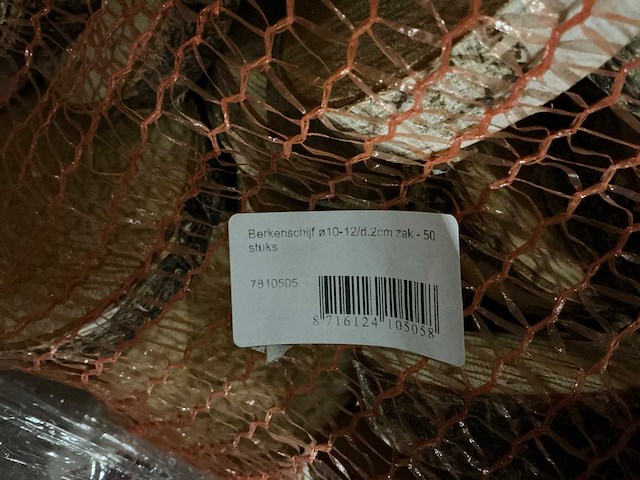 Berkenschijf ø10-12/d.2cm zak - 50
stuks
7810505
8 716124 105058